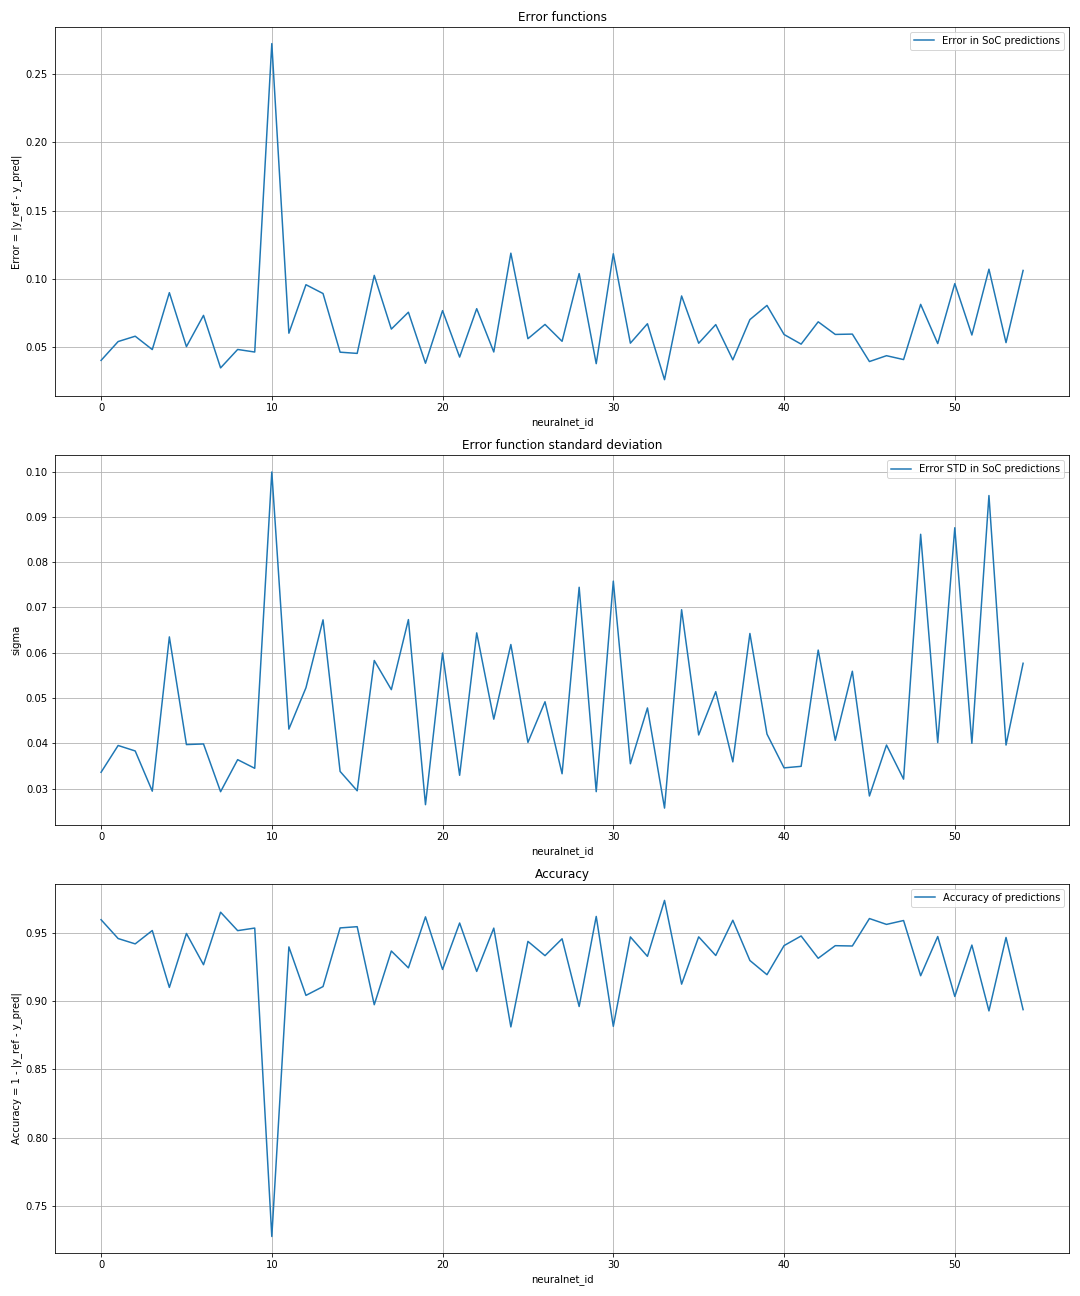 Error functions
Error in SoC predictions
Error = |y_ref - y_pred|
0.25
0.20
0.15
0.10
0.05
0 10 20 30 40 50
neuralnet_id
Error function standard deviation
Error STD in SoC predictions
sigma
0.10
0.09
0.08
0.07
0.06
0.05
0.04
0.03
0 10 20 30 40 50
neuralnet_id
Accuracy
Accuracy of predictions
Accuracy = 1 - |y_ref - y_pred|
0.95
0.90
0.85
0.80
0.75
0 10 20 30 40 50
neuralnet_id